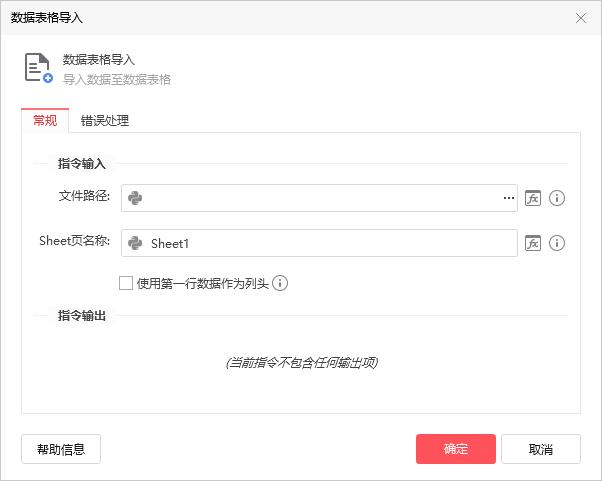 数据表格导入
数据表格导入
导入数据至数据表格
常规 错误处理
指令输入
文件路径: ... fx i
Sheet页名称: Sheet1 fx i
使用第一行数据作为列头 i
指令输出
(当前指令不包含任何输出项)
帮助信息 确定 取消